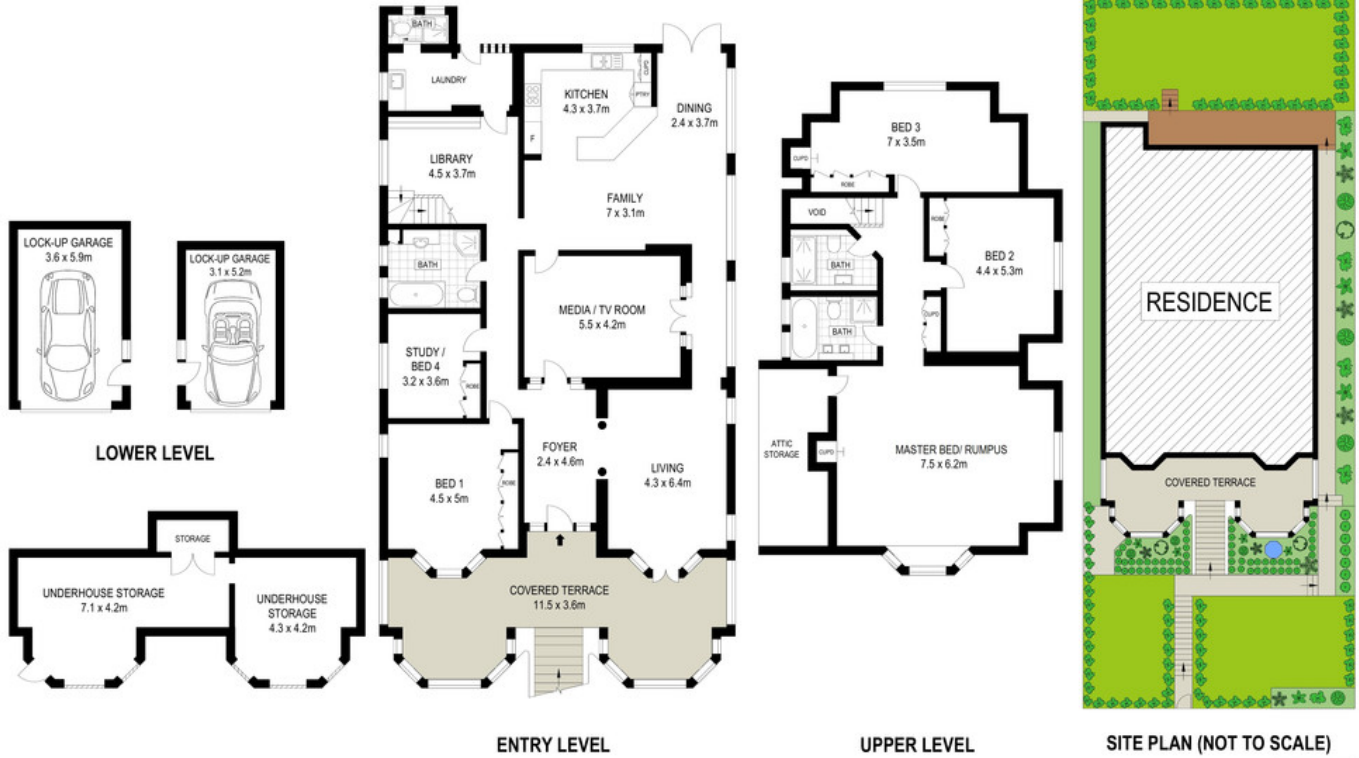 LOCK-UP GARAGE
3.6 x 5.9m
LOCK-UP GARAGE
3.1 x 5.2m
LOWER LEVEL
STORAGE
UNDERHOUSE STORAGE
7.1 x 4.2m
UNDERHOUSE
STORAGE
4.3 x 4.2m
BATH
LAUNDRY
KITCHEN
4.3 x 3.7m
CUPD
PTRY
F
DINING
2.4 x 3.7m
LIBRARY
4.5 x 3.7m
FAMILY
7 x 3.1m
BATH
MEDIA / TV ROOM
5.5 x 4.2m
STUDY /
BED 4
3.2 x 3.6m
ROBE
FOYER
2.4 x 4.6m
BED 1
4.5 x 5m
ROBE
LIVING
4.3 x 6.4m
COVERED TERRACE
11.5 x 3.6m
ENTRY LEVEL
BED 3
7 x 3.5m
CUPD
ROBE
VOID
ROBE
BED 2
4.4 x 5.3m
BATH
BATH
CUPD
ATTIC
STORAGE
CUPD
MASTER BED/ RUMPUS
7.5 x 6.2m
UPPER LEVEL
RESIDENCE
COVERED TERRACE
SITE PLAN (NOT TO SCALE)